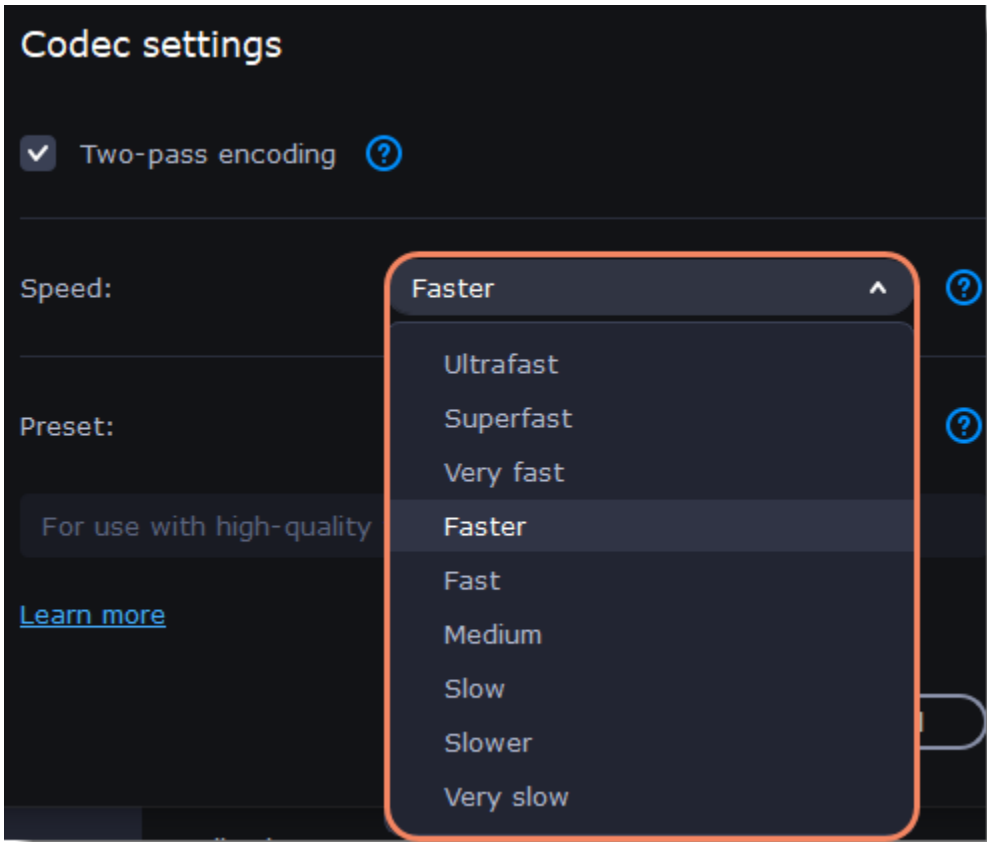 Codec settings
Two-pass encoding
Speed:
Faster
Ultrafast
Superfast
Very fast
Preset:
For use with high-quality
Faster
Fast
Learn more
Medium
Slow
Slower
Very slow